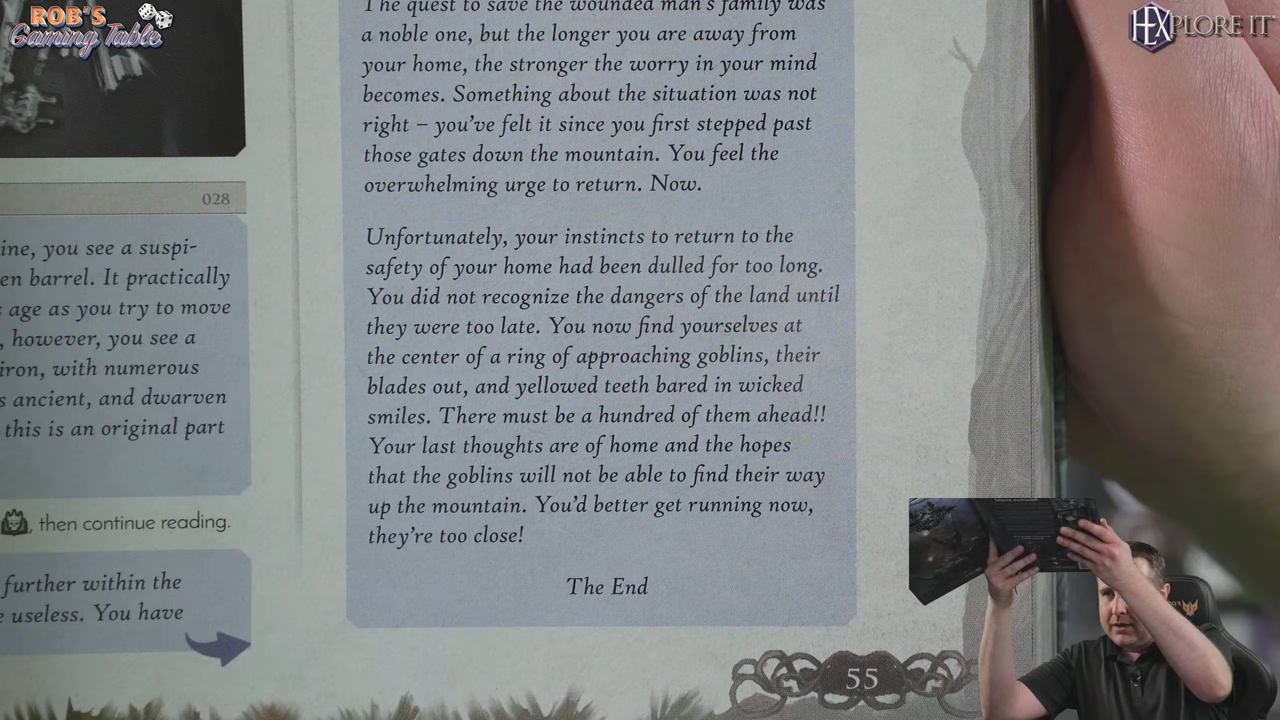 ROB'S
Gaming Table
HEXPLORE IT
028
ine, you see a suspi-
en barrel. It practically
s age as you try to move
, however, you see a
iron, with numerous
s ancient, and dwarven
this is an original part
, then continue reading.
further within the
e useless. You have
The quest to save the wounded man's family was
a noble one, but the longer you are away from
your home, the stronger the worry in your mind
becomes. Something about the situation was not
right – you've felt it since you first stepped past
those gates down the mountain. You feel the
overwhelming urge to return. Now.
Unfortunately, your instincts to return to the
safety of your home had been dulled for too long.
You did not recognize the dangers of the land until
they were too late. You now find yourselves at
the center of a ring of approaching goblins, their
blades out, and yellowed teeth bared in wicked
smiles. There must be a hundred of them ahead!!
Your last thoughts are of home and the hopes
that the goblins will not be able to find their way
up the mountain. You'd better get running now,
they're too close!
The End
55